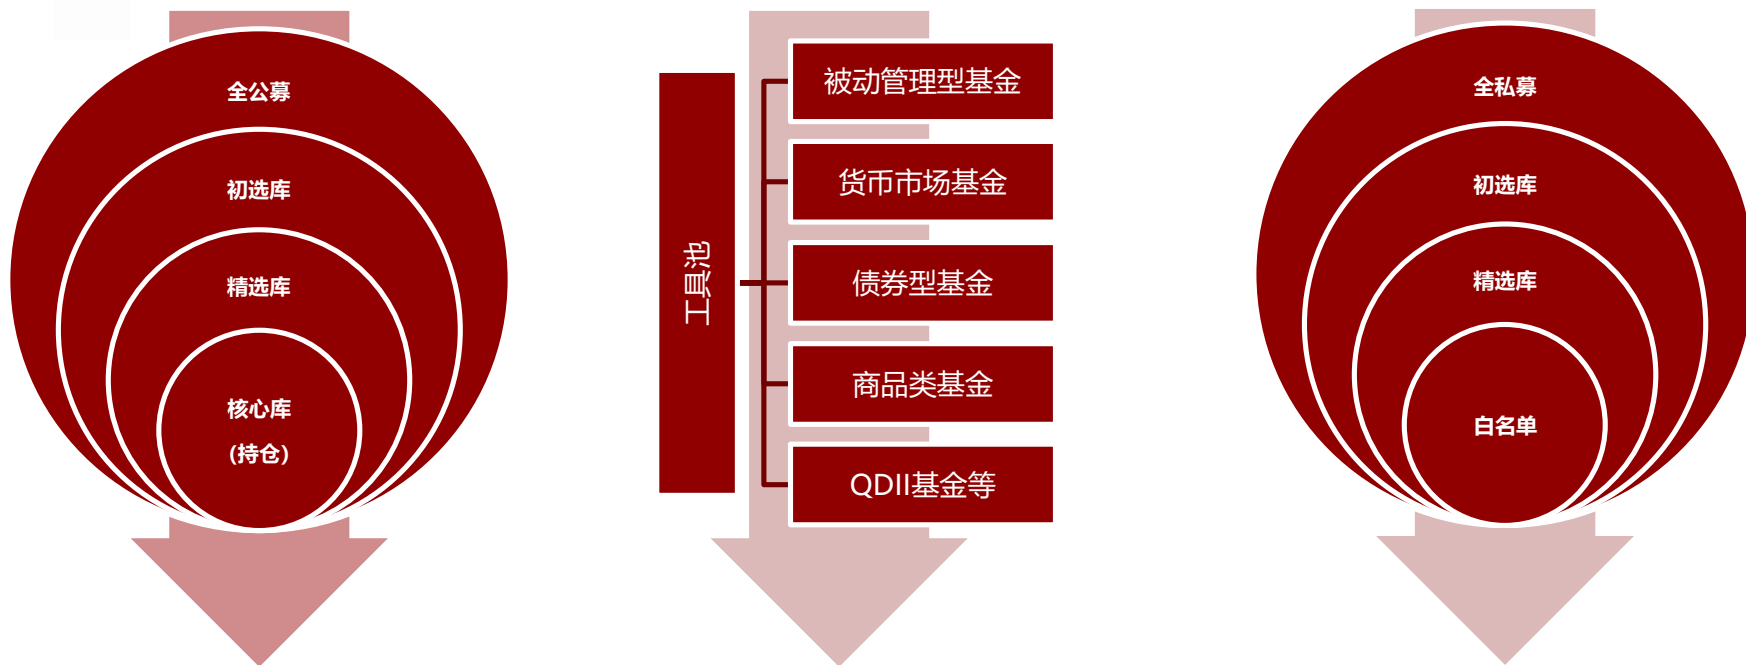 全公募
初选库
精选库
核心库
（持仓）
工具池
被动管理型基金
货币市场基金
债券型基金
商品类基金
QDII基金等
全私募
初选库
精选库
白名单